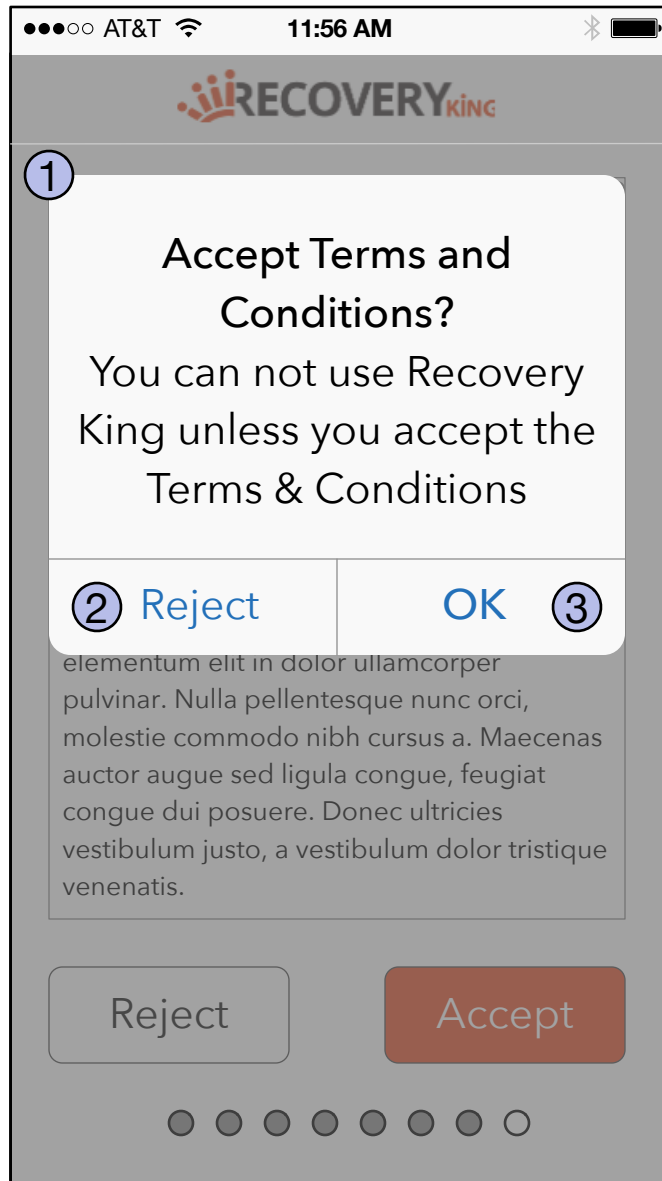 AT&T 11:56 AM
RECOVERY KING
1
Accept Terms and
Conditions?
You can not use Recovery
King unless you accept the
Terms & Conditions
2 Reject OK 3
elementum elit in dolor ullamcorper
pulvinar. Nulla pellentesque nunc orci,
molestie commodo nibh cursus a. Maecenas
auctor augue sed ligula congue, feugiat
congue dui posuere. Donec ultricies
vestibulum justo, a vestibulum dolor tristique
venenatis.
Reject Accept